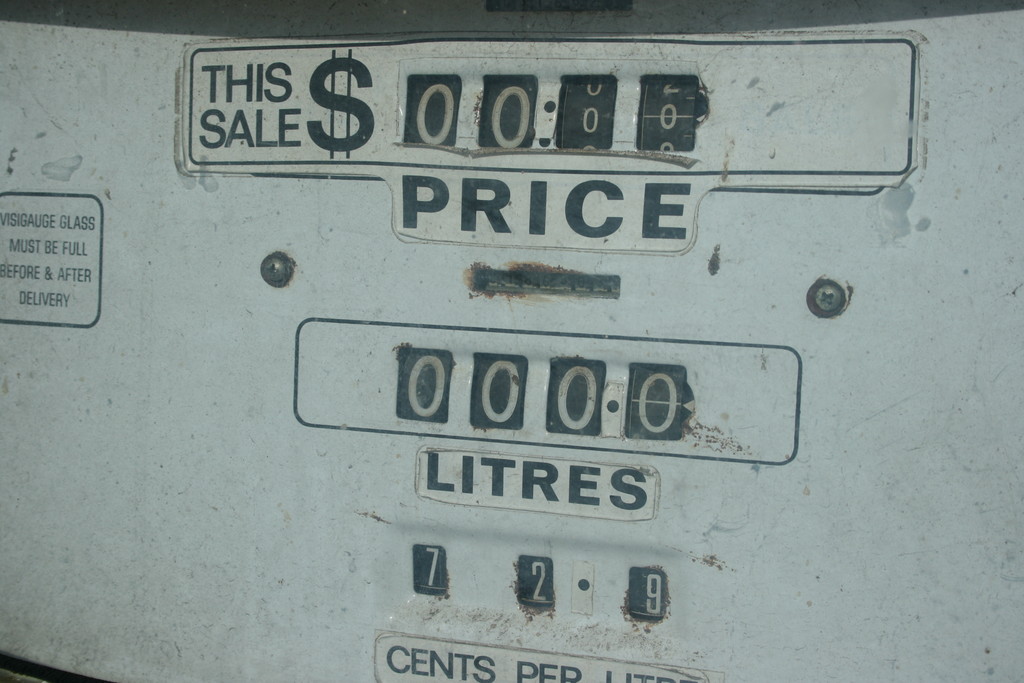 THIS
SALE $ 00:00
PRICE
VISIGAUGE GLASS
MUST BE FULL
BEFORE & AFTER
DELIVERY
000.0
LITRES
72.9
CENTS PER LITRE